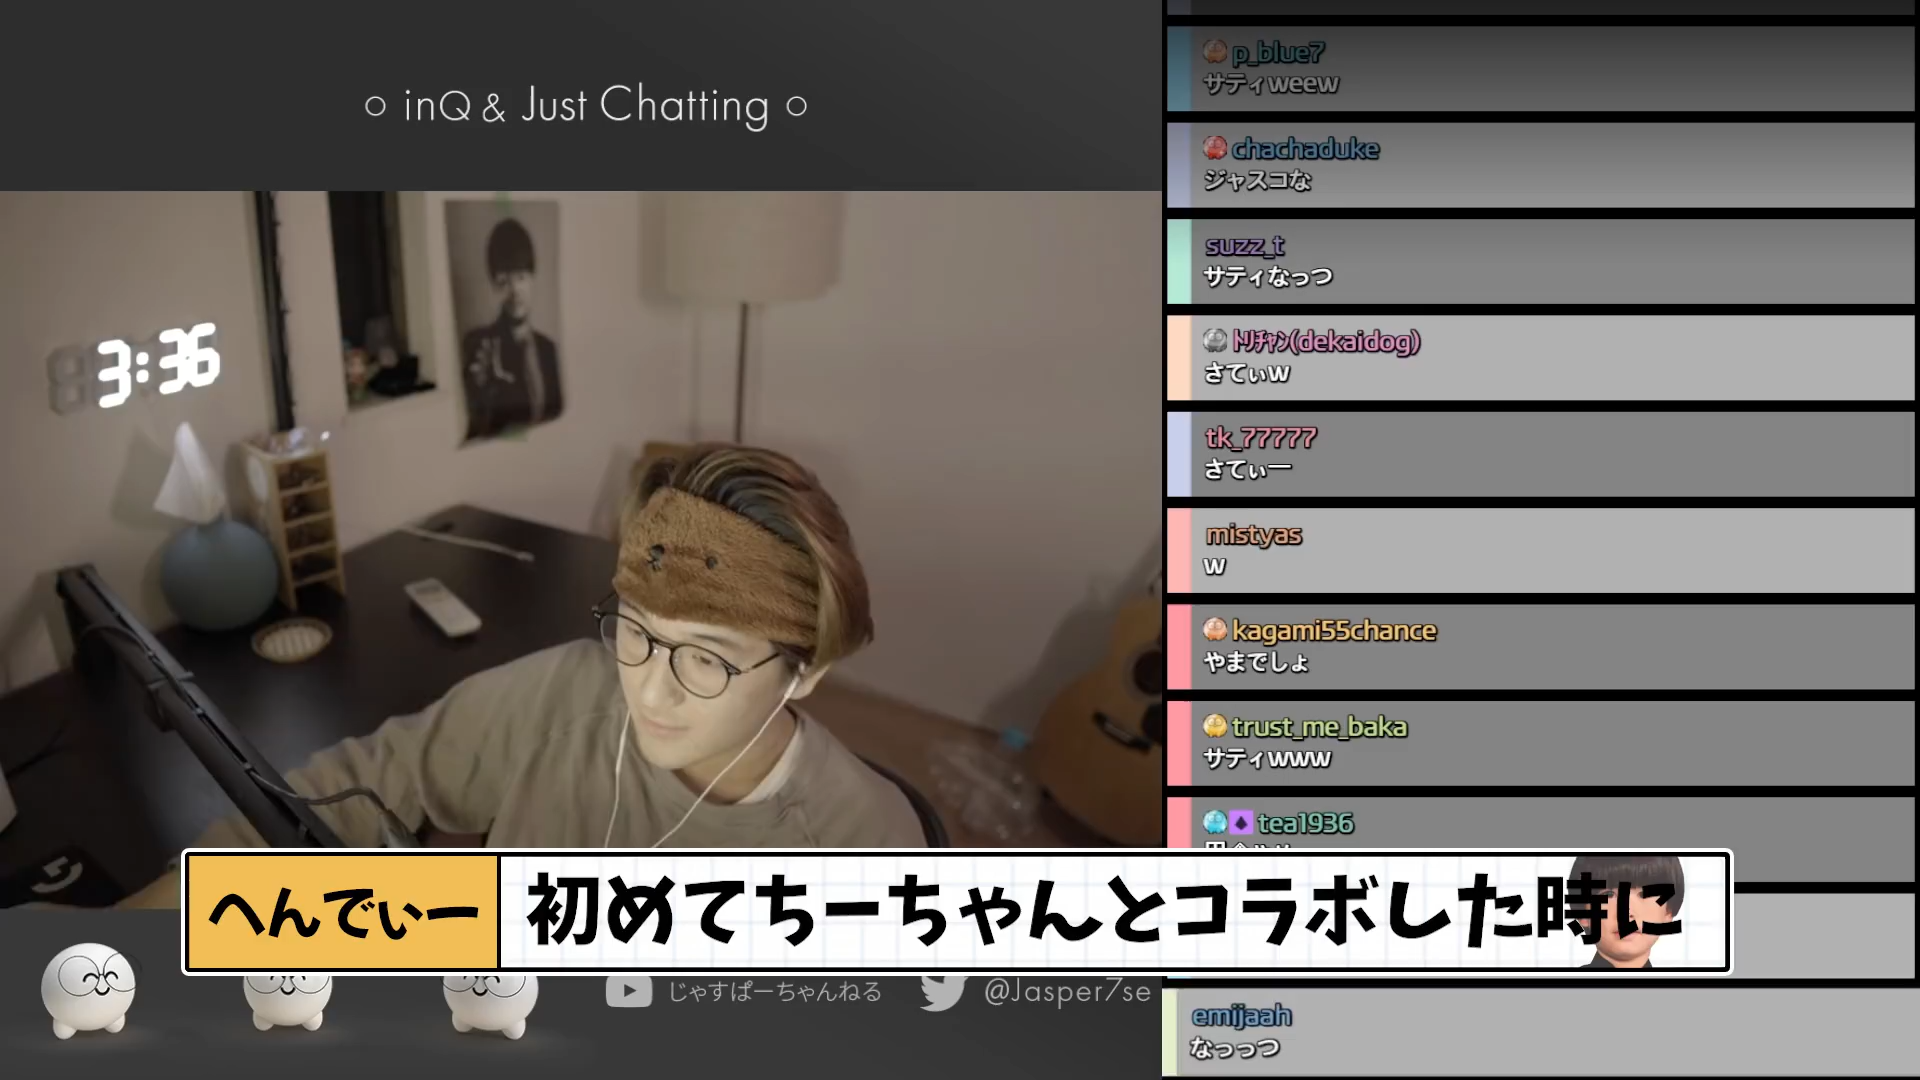 ○ inQ & Just Chatting ○
3:36
p_blue7
サティweew
chachaduke
ジャスコな
suzz_t
サティなっつ
ﾄﾘﾁｬﾝ(dekaidog)
さてぃw
tk_77777
さてぃー
mistyas
w
kagami55chance
やまでしょ
trust_me_baka
サティwww
tea1936
へんでぃー
初めてちーちゃんとコラボした時に
じゃすぱーちゃんねる
@Jasper7se
emijaah
なっっつ